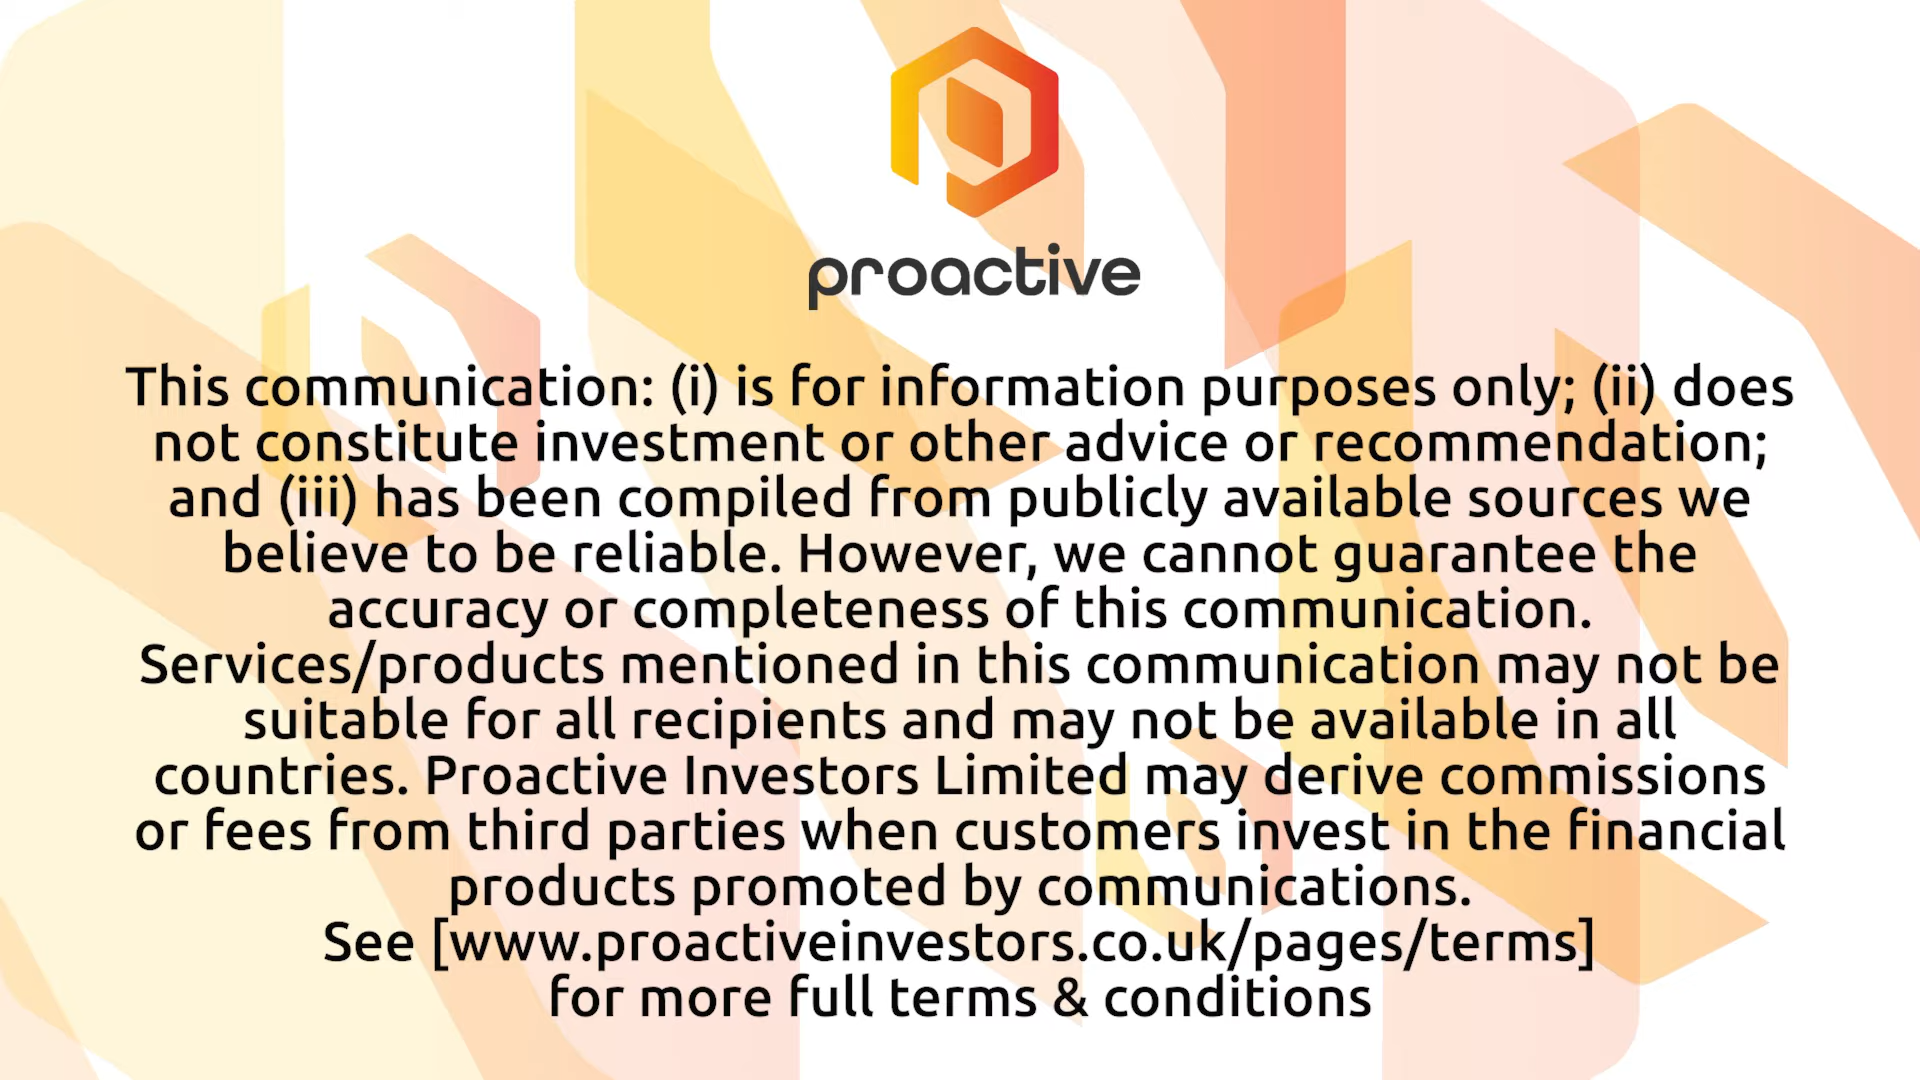 proactive
This communication: (i) is for information purposes only; (ii) does
not constitute investment or other advice or recommendation;
and (iii) has been compiled from publicly available sources we
believe to be reliable. However, we cannot guarantee the
accuracy or completeness of this communication.
Services/products mentioned in this communication may not be
suitable for all recipients and may not be available in all
countries. Proactive Investors Limited may derive commissions
or fees from third parties when customers invest in the financial
products promoted by communications.
See [www.proactiveinvestors.co.uk/pages/terms]
for more full terms & conditions